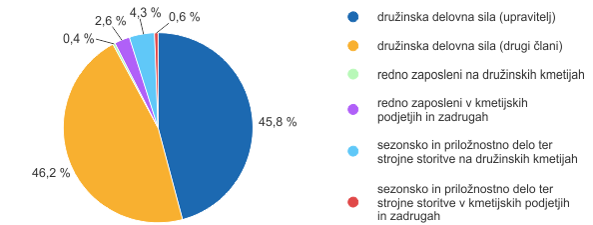 4,3 %
0,6 %
2,6 %
0,4 %
45,8 %
46,2 %
družinska delovna sila (upravitelj)
družinska delovna sila (drugi člani)
redno zaposleni na družinskih kmetijah
redno zaposleni v kmetijskih
podjetjih in zadrugah
sezonsko in priložnostno delo ter
strojne storitve na družinskih kmetijah
sezonsko in priložnostno delo ter
strojne storitve v kmetijskih podjetjih
in zadrugah